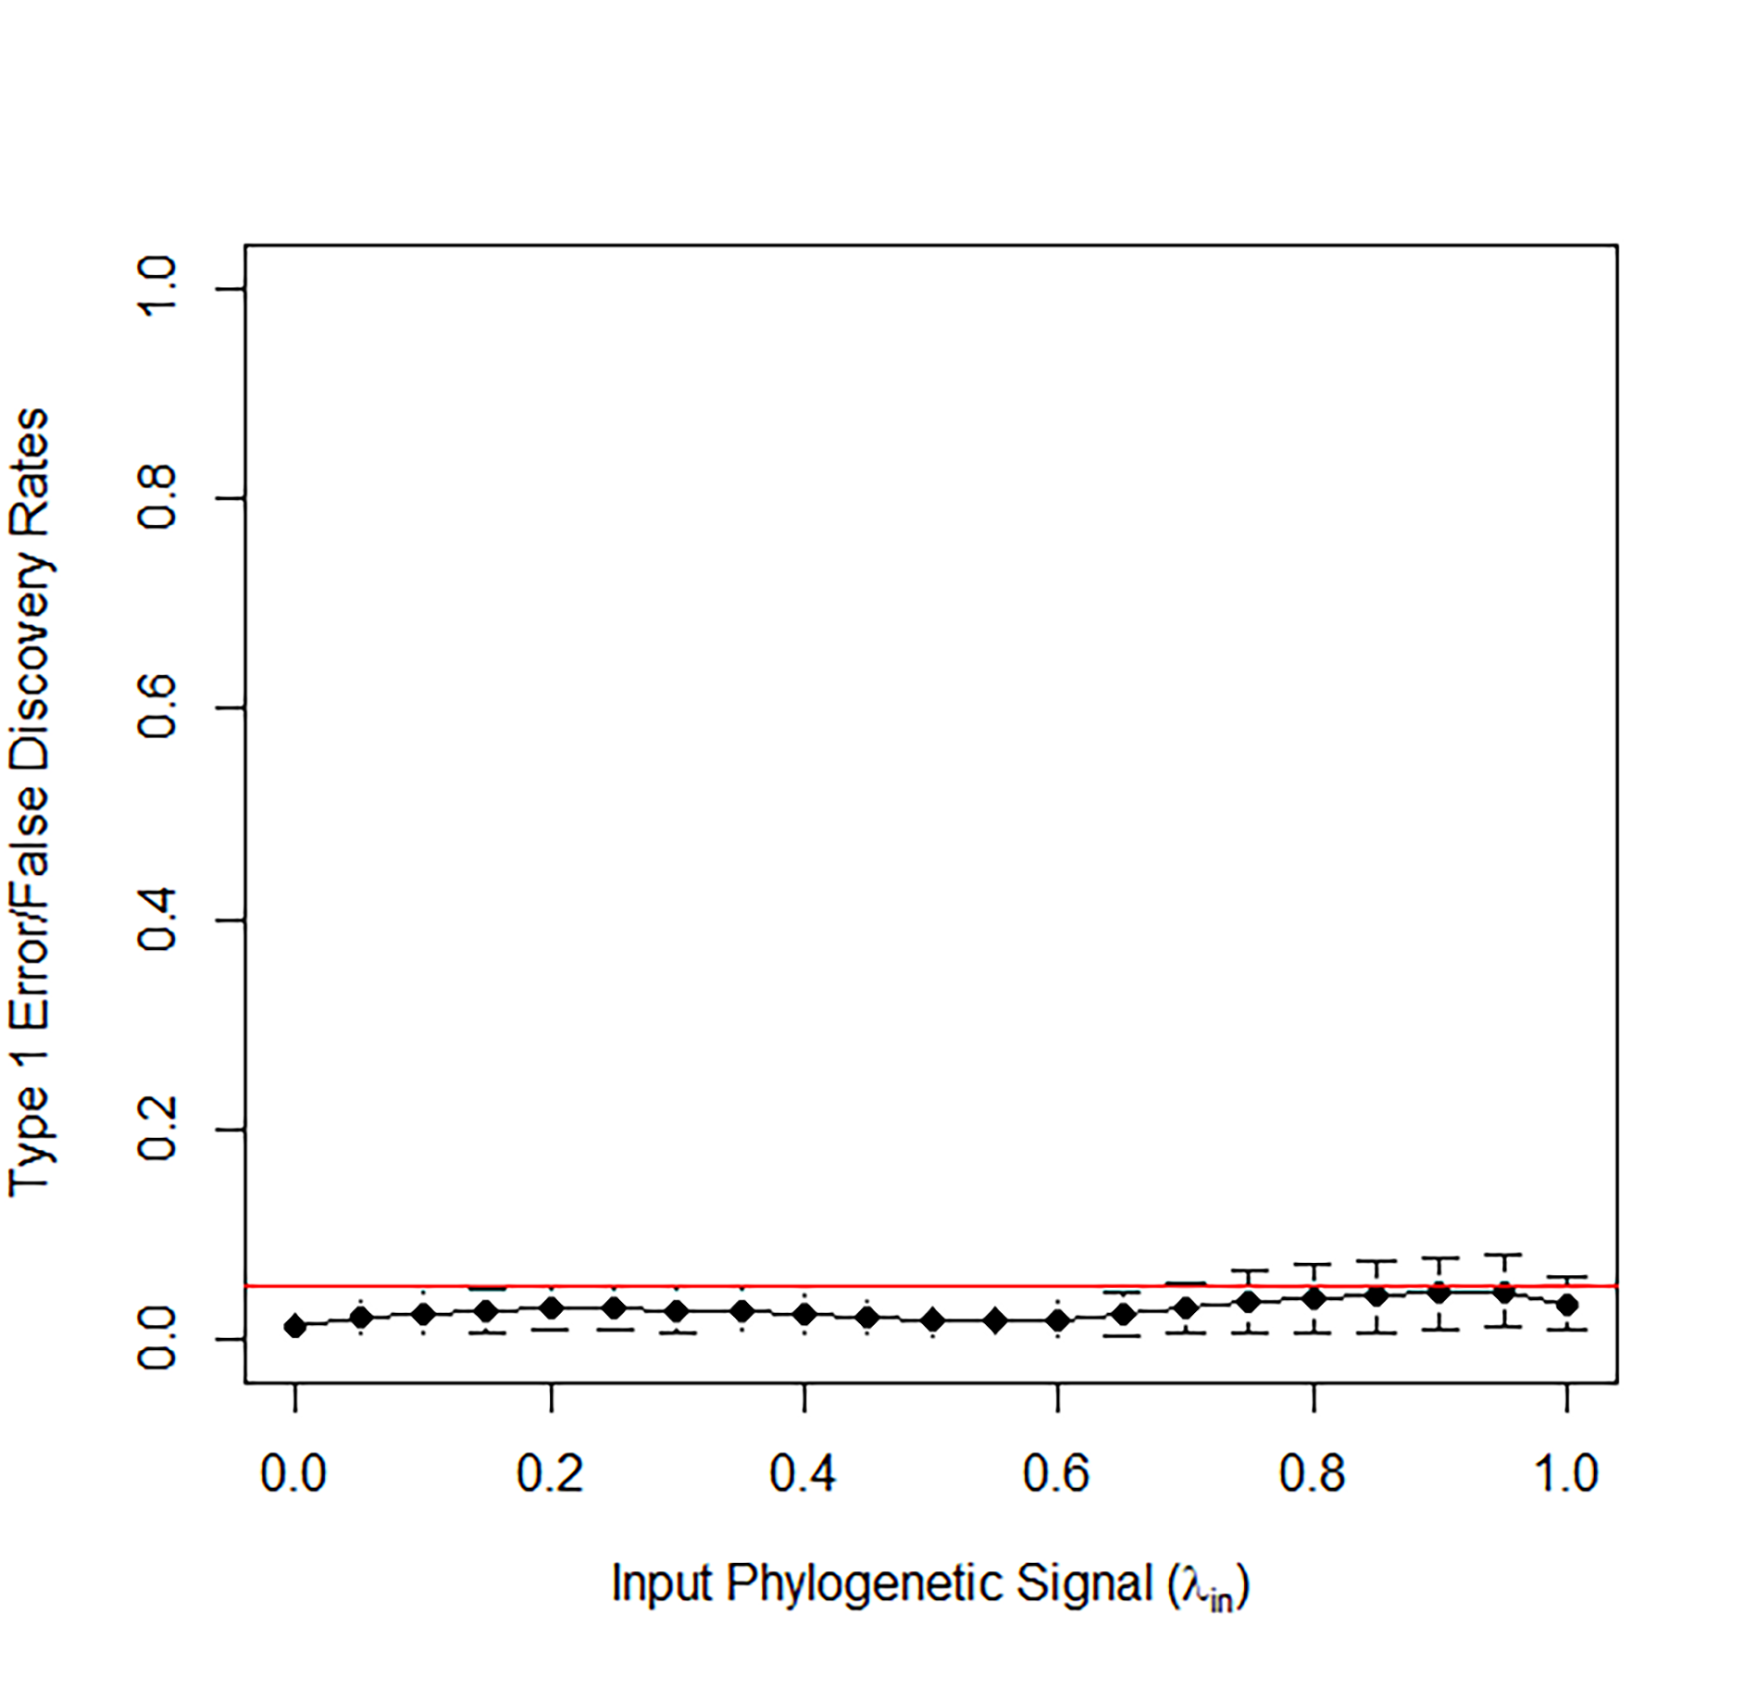 Type 1 Error/False Discovery Rates
1.0
0.8
0.6
0.4
0.2
0.0
0.0 0.2 0.4 0.6 0.8 1.0
Input Phylogenetic Signal (λin)